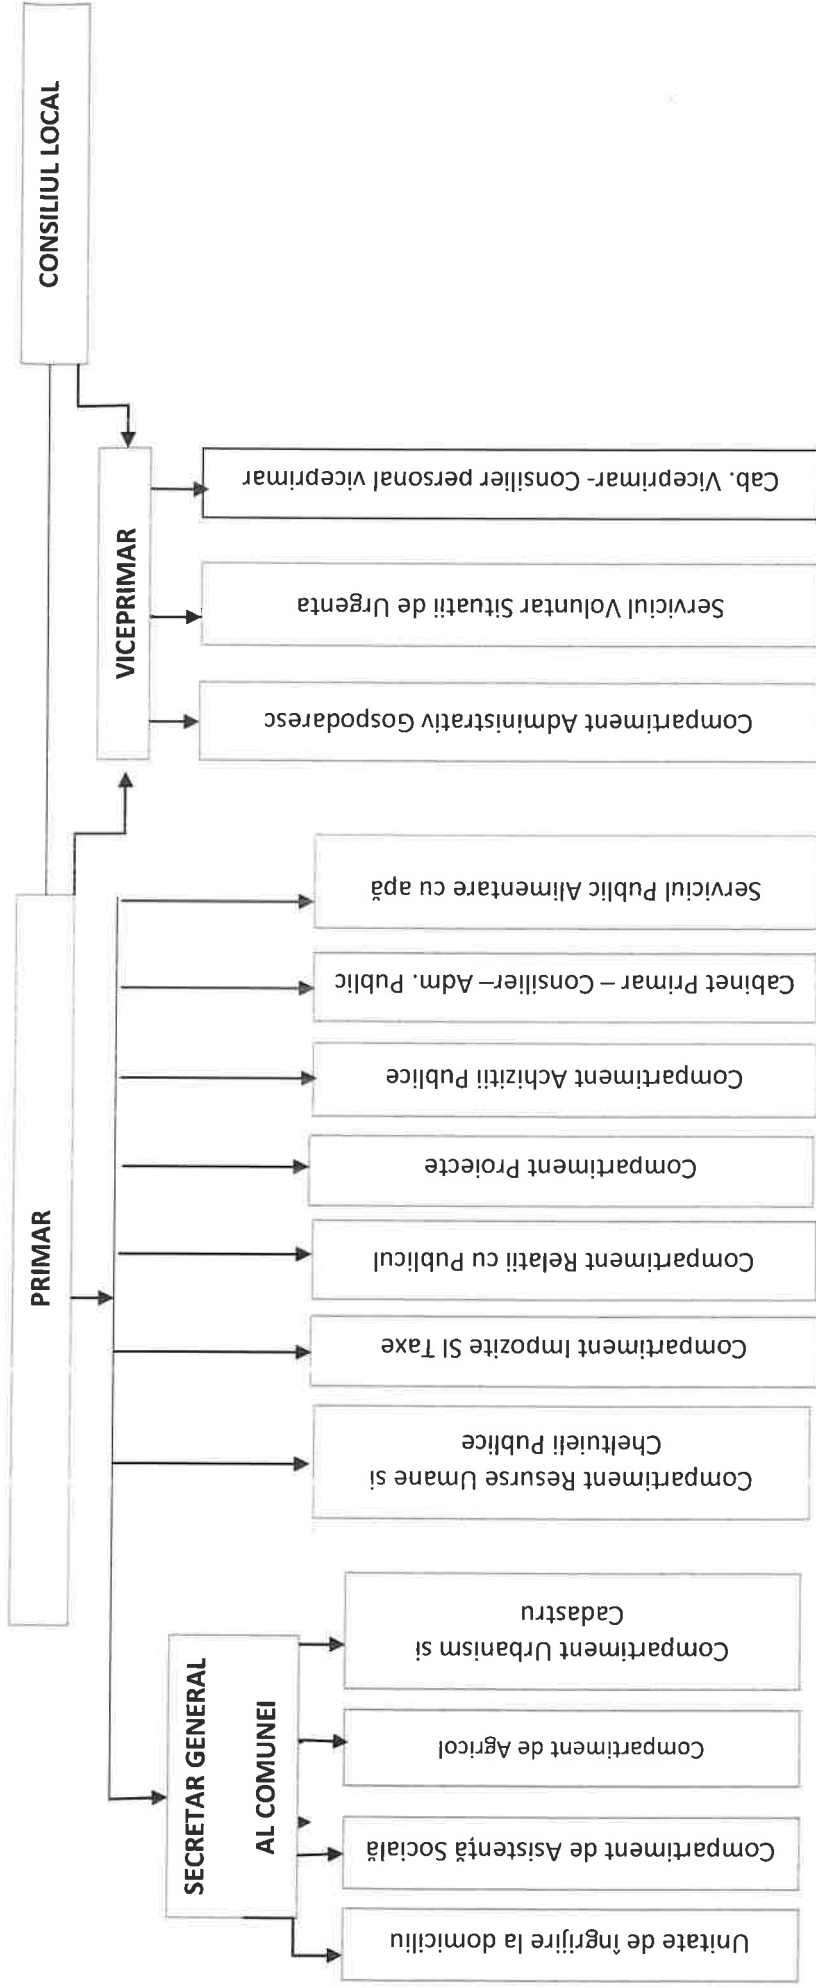 CONSILIUL LOCAL
PRIMAR
VICEPRIMAR
SECRETAR GENERAL
AL COMUNEI
Unitate de îngrijire la domiciliu
Compartiment de Asistență Socială
Compartiment de Agricol
Compartiment Urbanism si
Cadastru
Compartiment Resurse Umane si
Cheltuieli Publice
Compartiment Impozite SI Taxe
Compartiment Relatii cu Publicul
Compartiment Proiecte
Compartiment Achizitii Publice
Cabinet Primar – Consilier– Adm. Public
Serviciul Public Alimentare cu apă
Compartiment Administrativ Gospodaresc
Serviciul Voluntar Situatii de Urgenta
Cab. Viceprimar- Consilier personal viceprimar